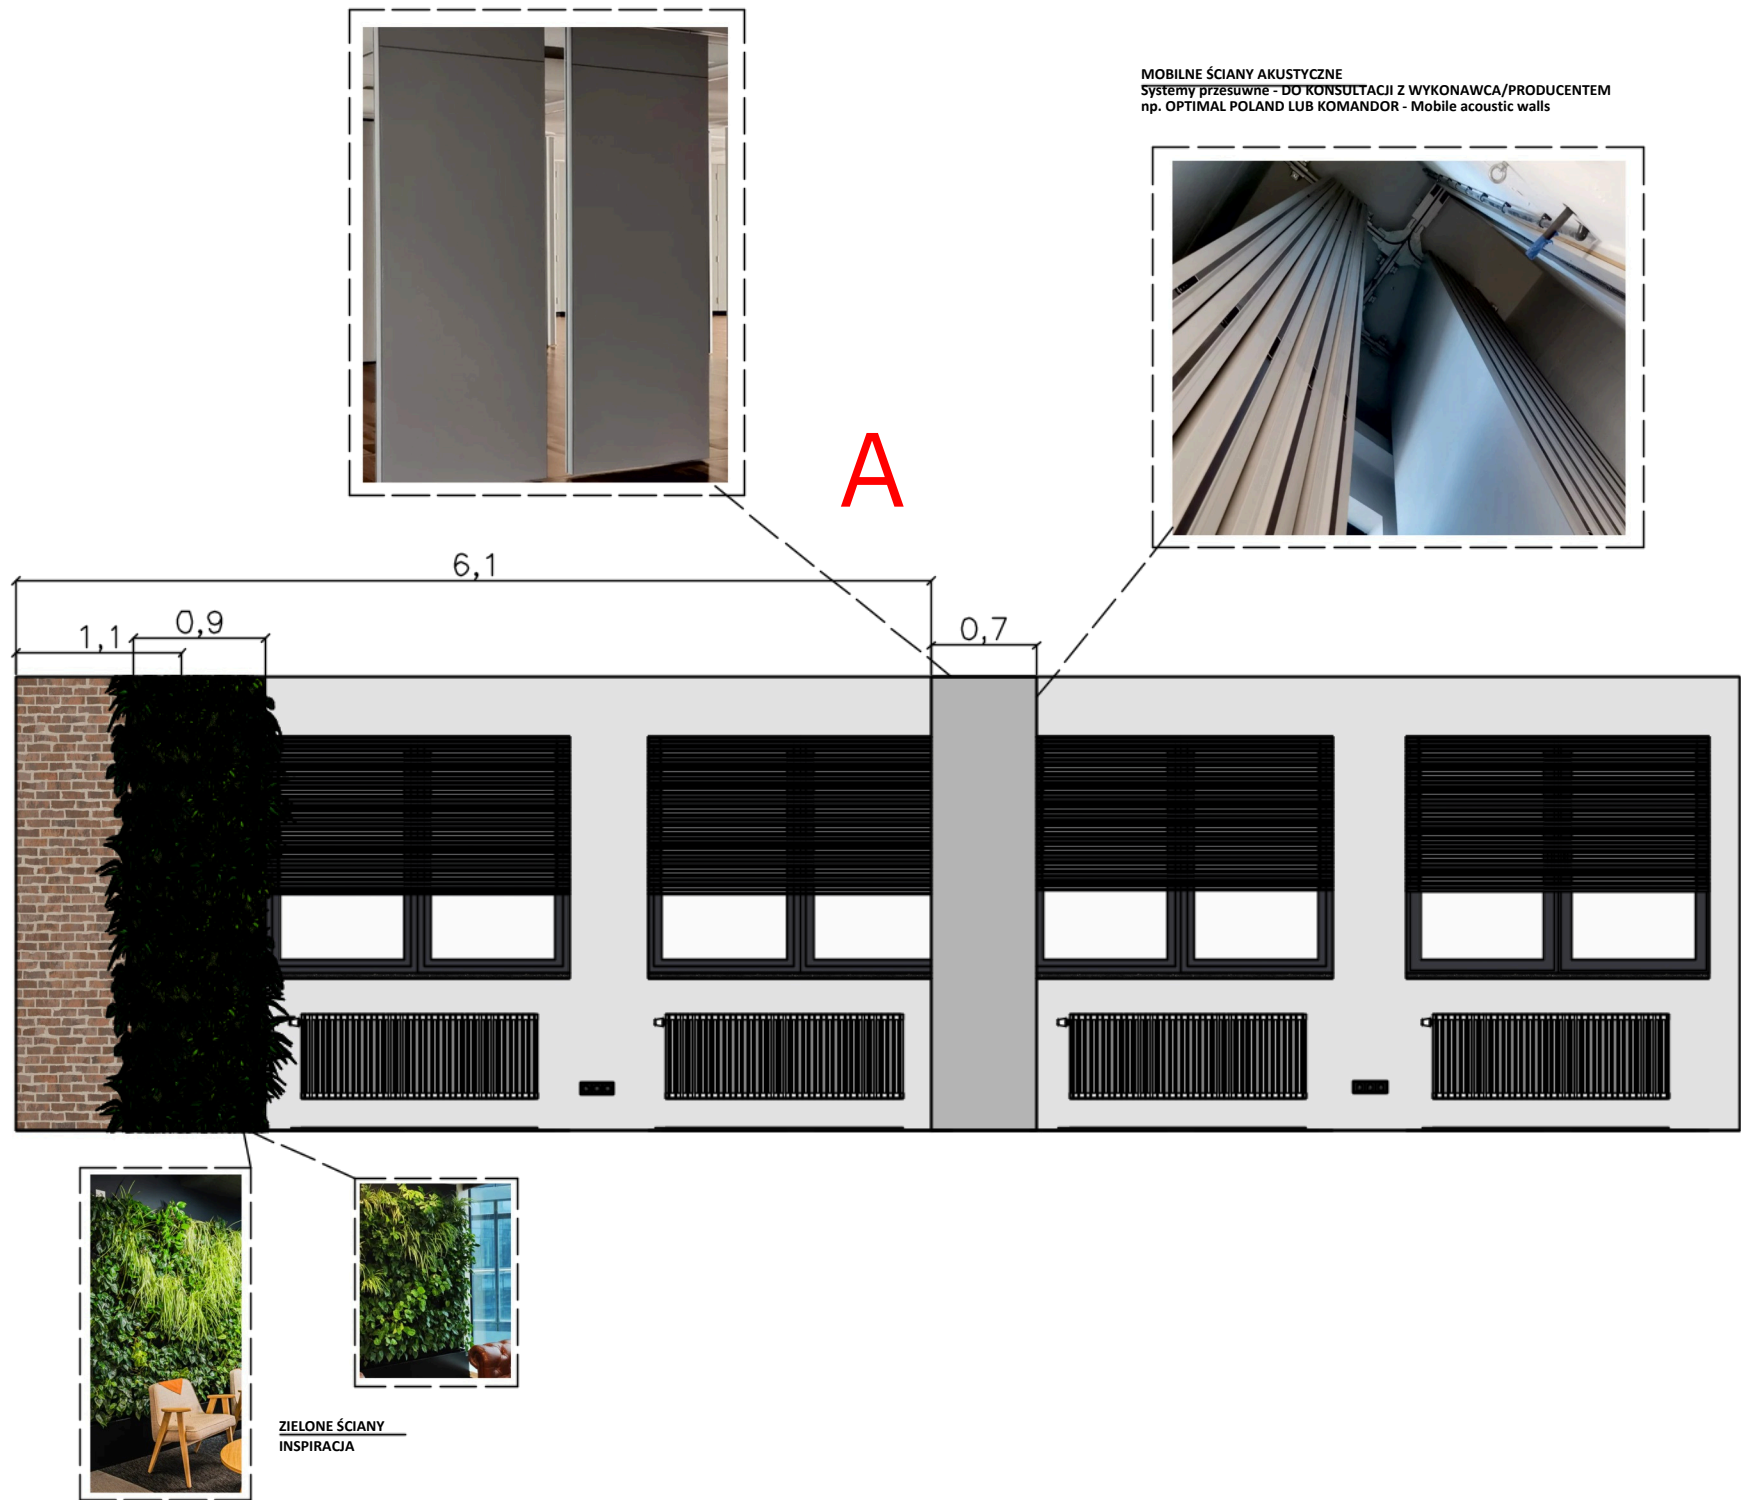 MOBILNE ŚCIANY AKUSTYCZNE
Systemy przesuwne - DO KONSULTACJI Z WYKONAWCA/PRODUCENTEM
np. OPTIMAL POLAND LUB KOMANDOR - Mobile acoustic walls
A
6,1
0,9
1,1
0,7
ZIELONE ŚCIANY
INSPIRACJA